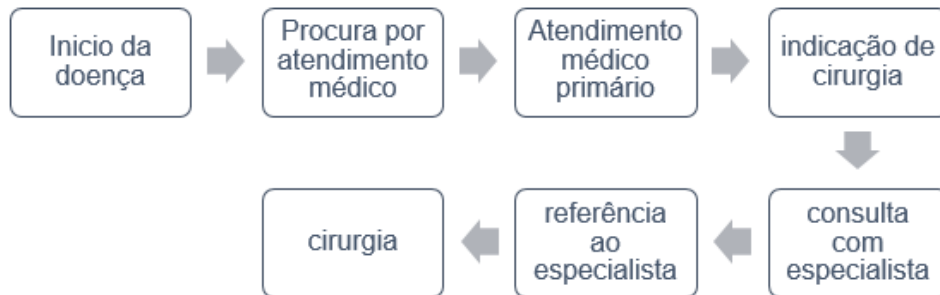 Inicio da
doença
Procura por
atendimento
médico
Atendimento
médico
primário
indicação de
cirurgia
consulta
com
especialista
referência
ao
especialista
cirurgia